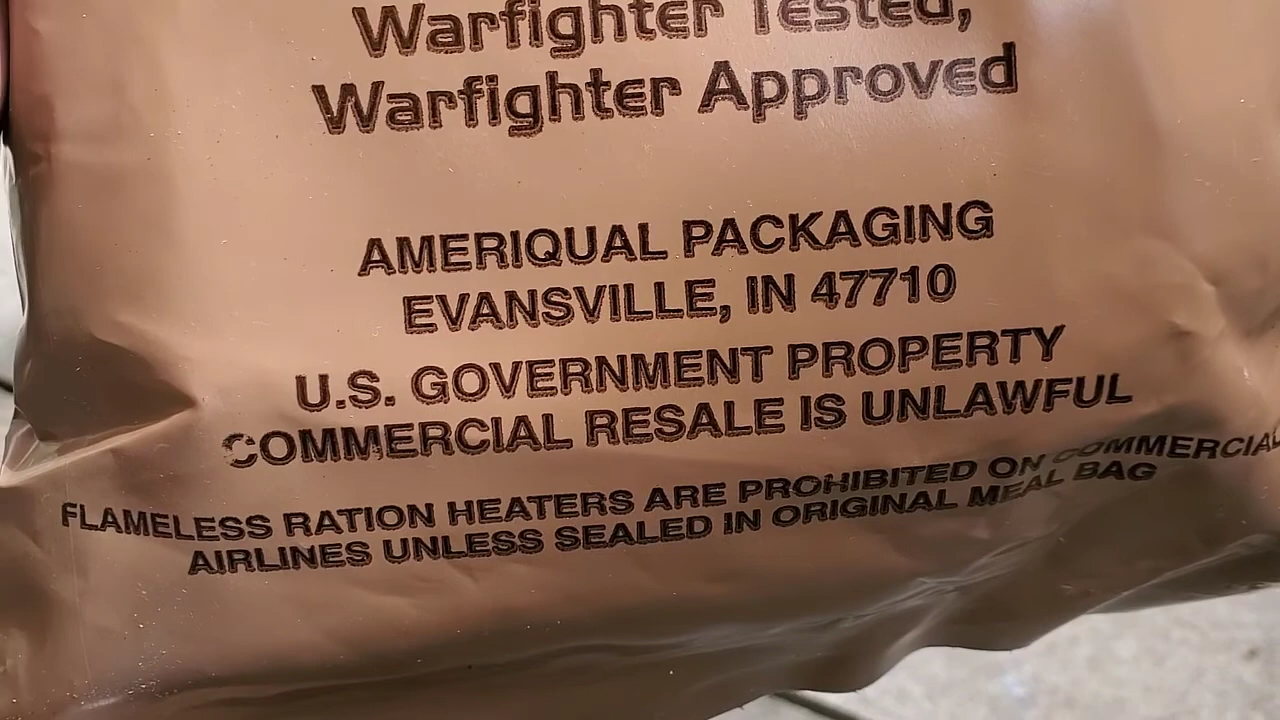 Warfighter Tested,
Warfighter Approved
AMERIQUAL PACKAGING
EVANSVILLE, IN 47710
U.S. GOVERNMENT PROPERTY
COMMERCIAL RESALE IS UNLAWFUL
FLAMELESS RATION HEATERS ARE PROHIBITED ON COMMERCIAL
AIRLINES UNLESS SEALED IN ORIGINAL MEAL BAG